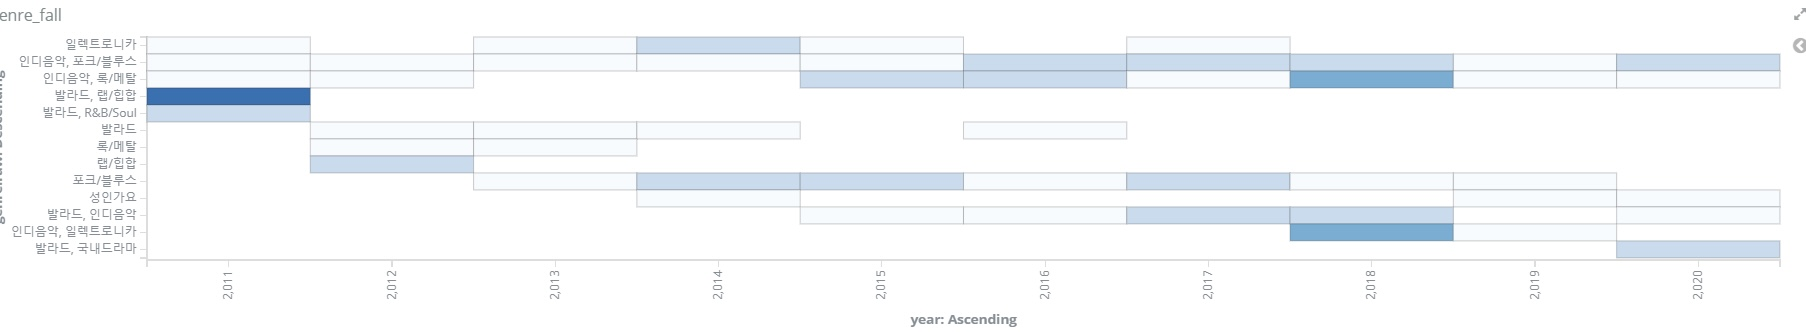 enre_fall
일렉트로니카
인디음악, 포크/블루스
인디음악, 록/메탈
발라드, 랩/힙합
발라드, R&B/Soul
발라드
록/메탈
랩/힙합
포크/블루스
성인가요
발라드, 인디음악
인디음악, 일렉트로니카
발라드, 국내드라마
2,011
2,012
2,013
2,014
2,015
2,016
2,017
2,018
2,019
2,020
year: Ascending